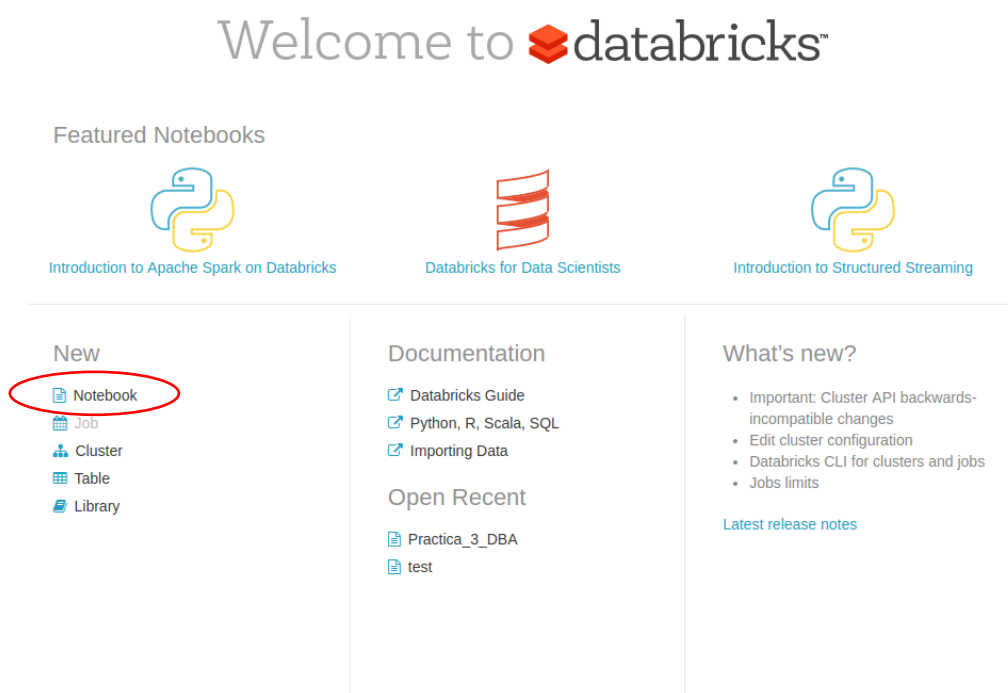 Welcome to databricks™
Featured Notebooks
Introduction to Apache Spark on Databricks
Databricks for Data Scientists
Introduction to Structured Streaming
New
Notebook
Job
Cluster
Table
Library
Documentation
Databricks Guide
Python, R, Scala, SQL
Importing Data
Open Recent
Practica_3_DBA
test
What's new?
• Important: Cluster API backwards-
incompatible changes
• Edit cluster configuration
• Databricks CLI for clusters and jobs
• Jobs limits
Latest release notes